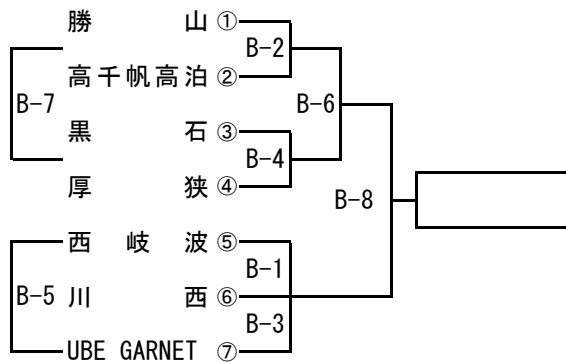 勝山 ①
B-2
高千帆高泊 ②
B-7
B-6
黒石 ③
B-4
厚狭 ④
B-8
西岐波 ⑤
B-1
B-5
川西 ⑥
B-3
UBE GARNET ⑦